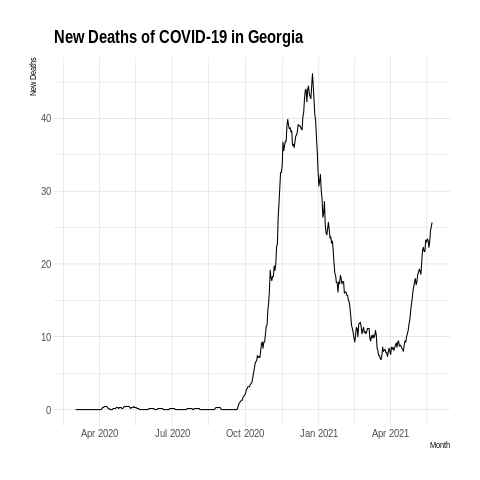 New Deaths of COVID-19 in Georgia
New Deaths
40
30
20
10
0
Apr 2020 Jul 2020 Oct 2020 Jan 2021 Apr 2021
Month